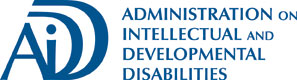 AIDD
ADMINISTRATION ON
INTELLECTUAL AND
DEVELOPMENTAL
DISABILITIES